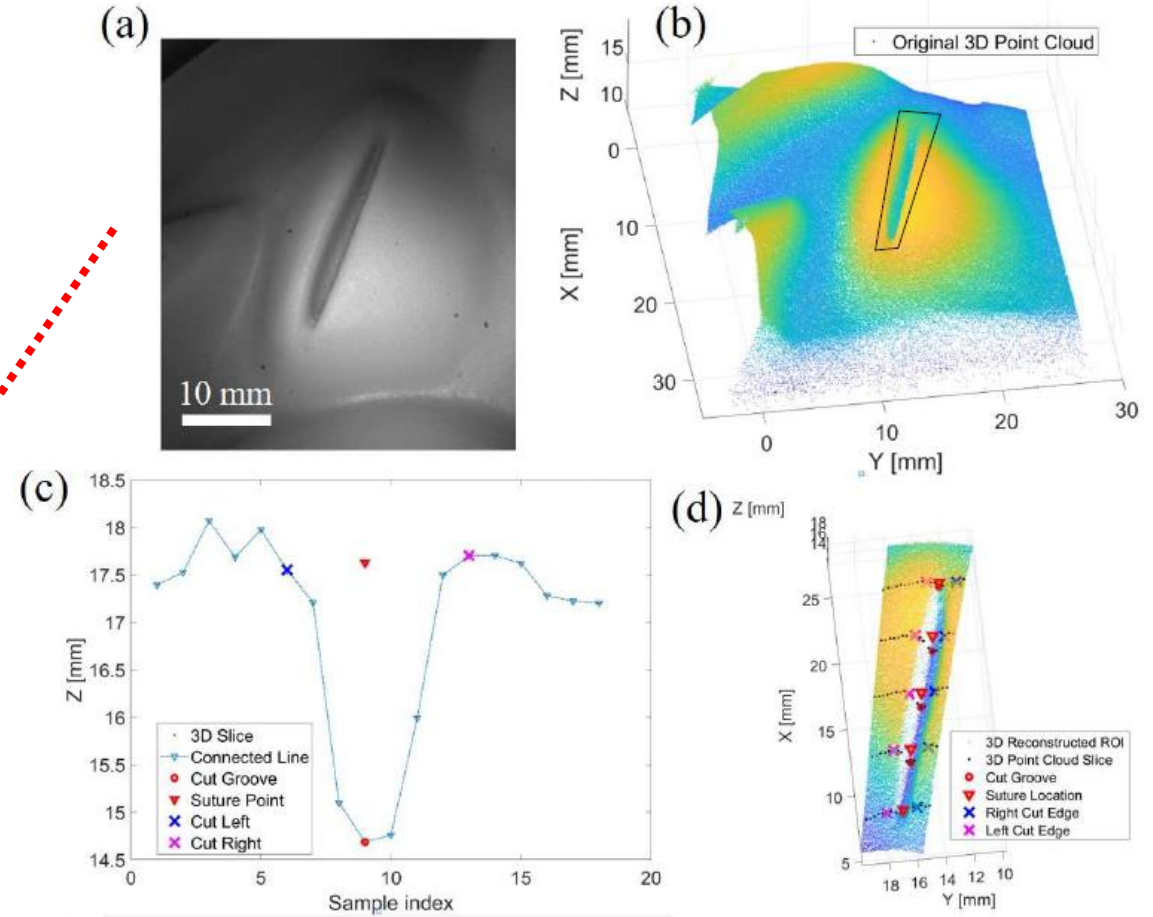 (a)
10 mm
(b)
Original 3D Point Cloud
Z [mm]
15
10
0
10
20
30
X [mm]
0
10
20
30
Y [mm]
(c)
18.5
18
17.5
17
16.5
16
15.5
15
14.5
Z [mm]
3D Slice
Connected Line
Cut Groove
Suture Point
Cut Left
Cut Right
0
5
10
15
20
Sample index
(d)
Z [mm]
18
16
14
25
20
15
10
5
X [mm]
3D Reconstructed ROI
3D Point Cloud Slice
Cut Groove
Suture Location
Right Cut Edge
Left Cut Edge
18 16 14 12 10
Y [mm]